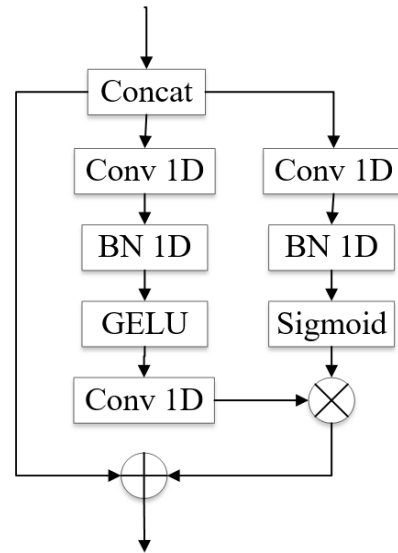 Concat
Conv 1D
Conv 1D
BN 1D
BN 1D
GELU
Sigmoid
Conv 1D